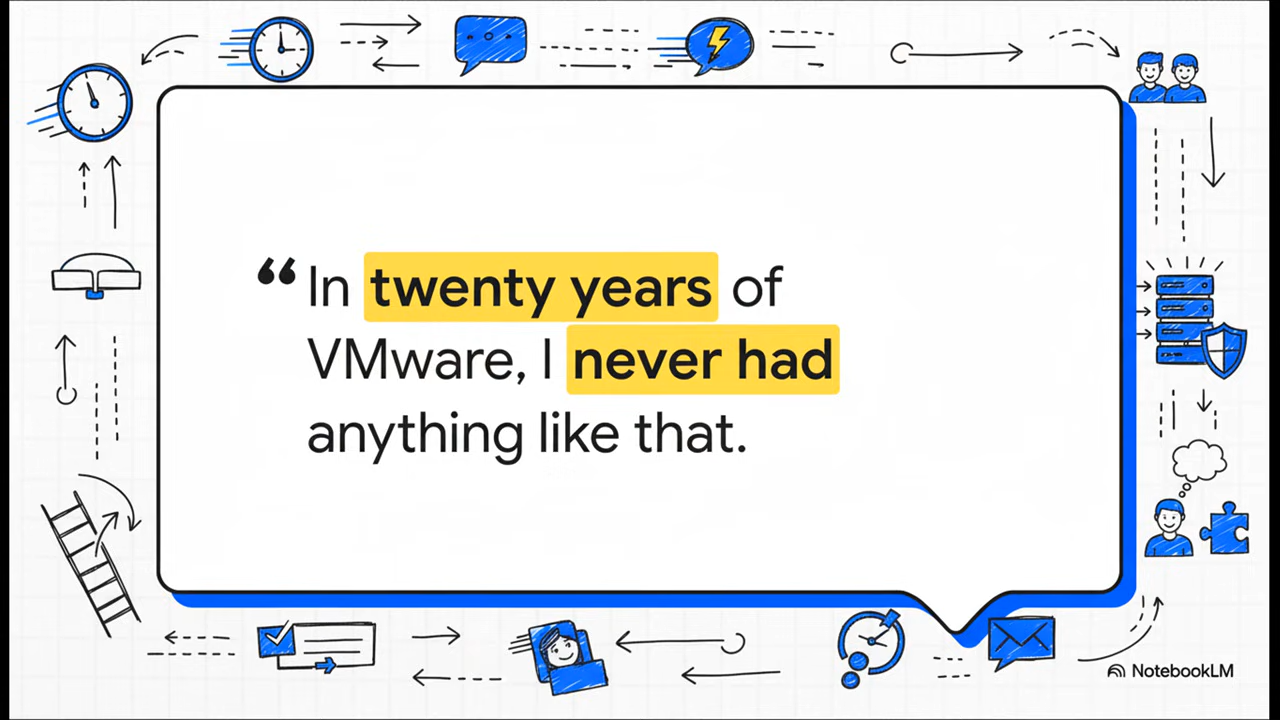 “In twenty years of
VMware, I never had
anything like that.
NotebookLM